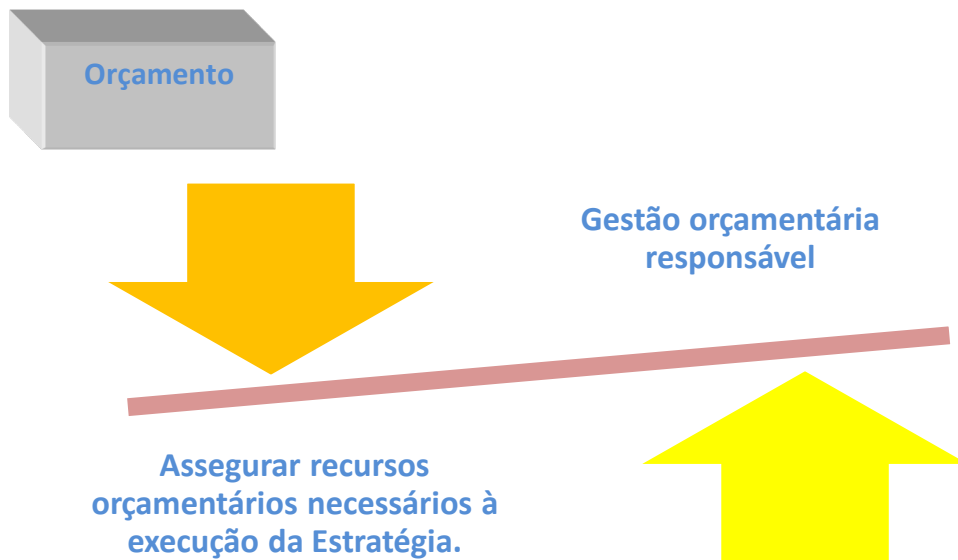 Orçamento
Gestão orçamentária
responsável
Assegurar recursos
orçamentários necessários à
execução da Estratégia.